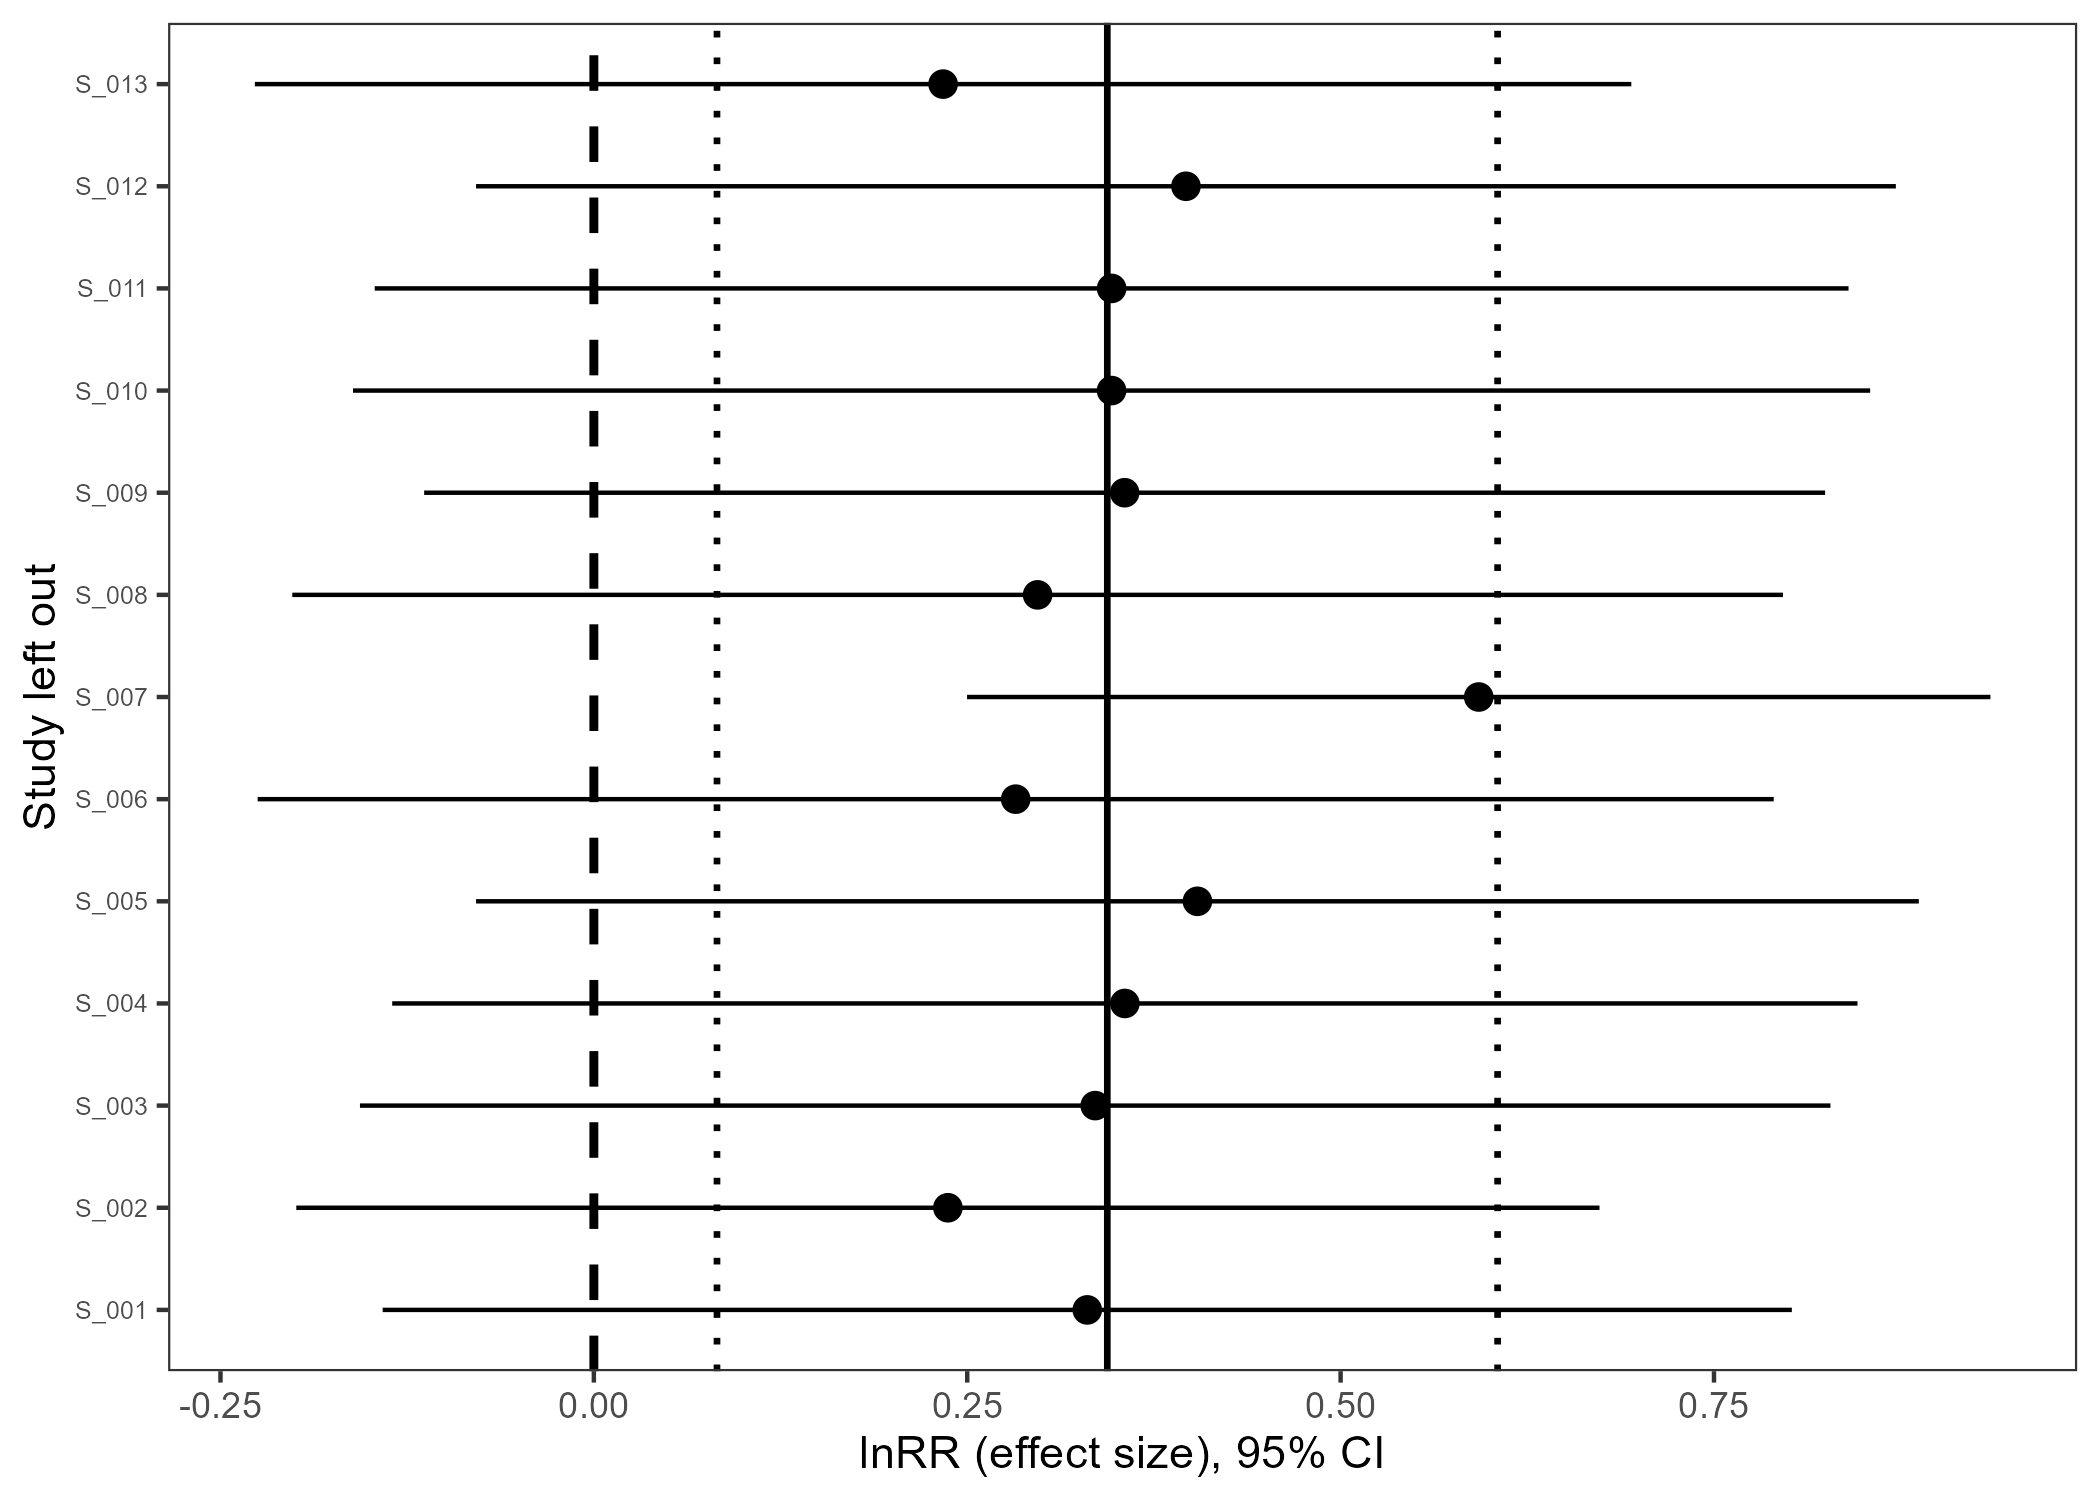 S_013
S_012
S_011
S_010
S_009
S_008
S_007
S_006
S_005
S_004
S_003
S_002
S_001
Study left out
-0.25 0.00 0.25 0.50 0.75
lnRR (effect size), 95% CI